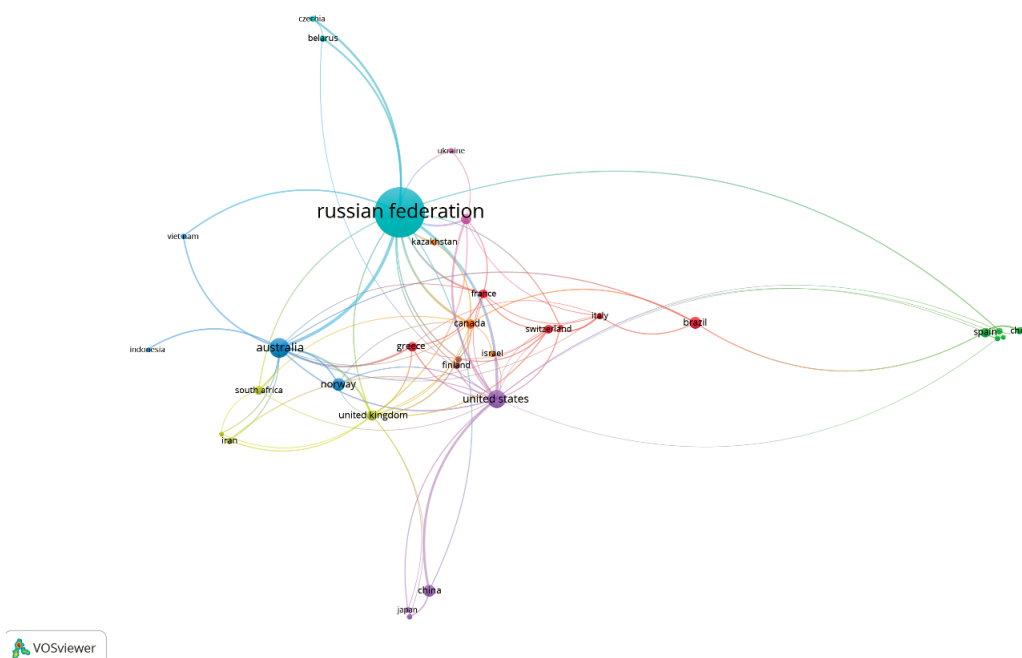 czechia
belarus
ukraine
russian federation
kazakhstan
vietnam
france
canada
switzerland
italy
brazil
spain
indonesia
australia
greece
israel
finland
south africa
norway
united states
united kingdom
iran
china
japan
VOSviewer